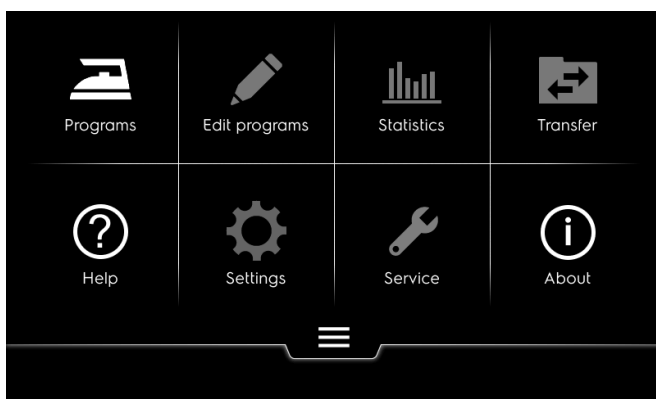 Programs
Edit programs
Statistics
Transfer
Help
Settings
Service
About